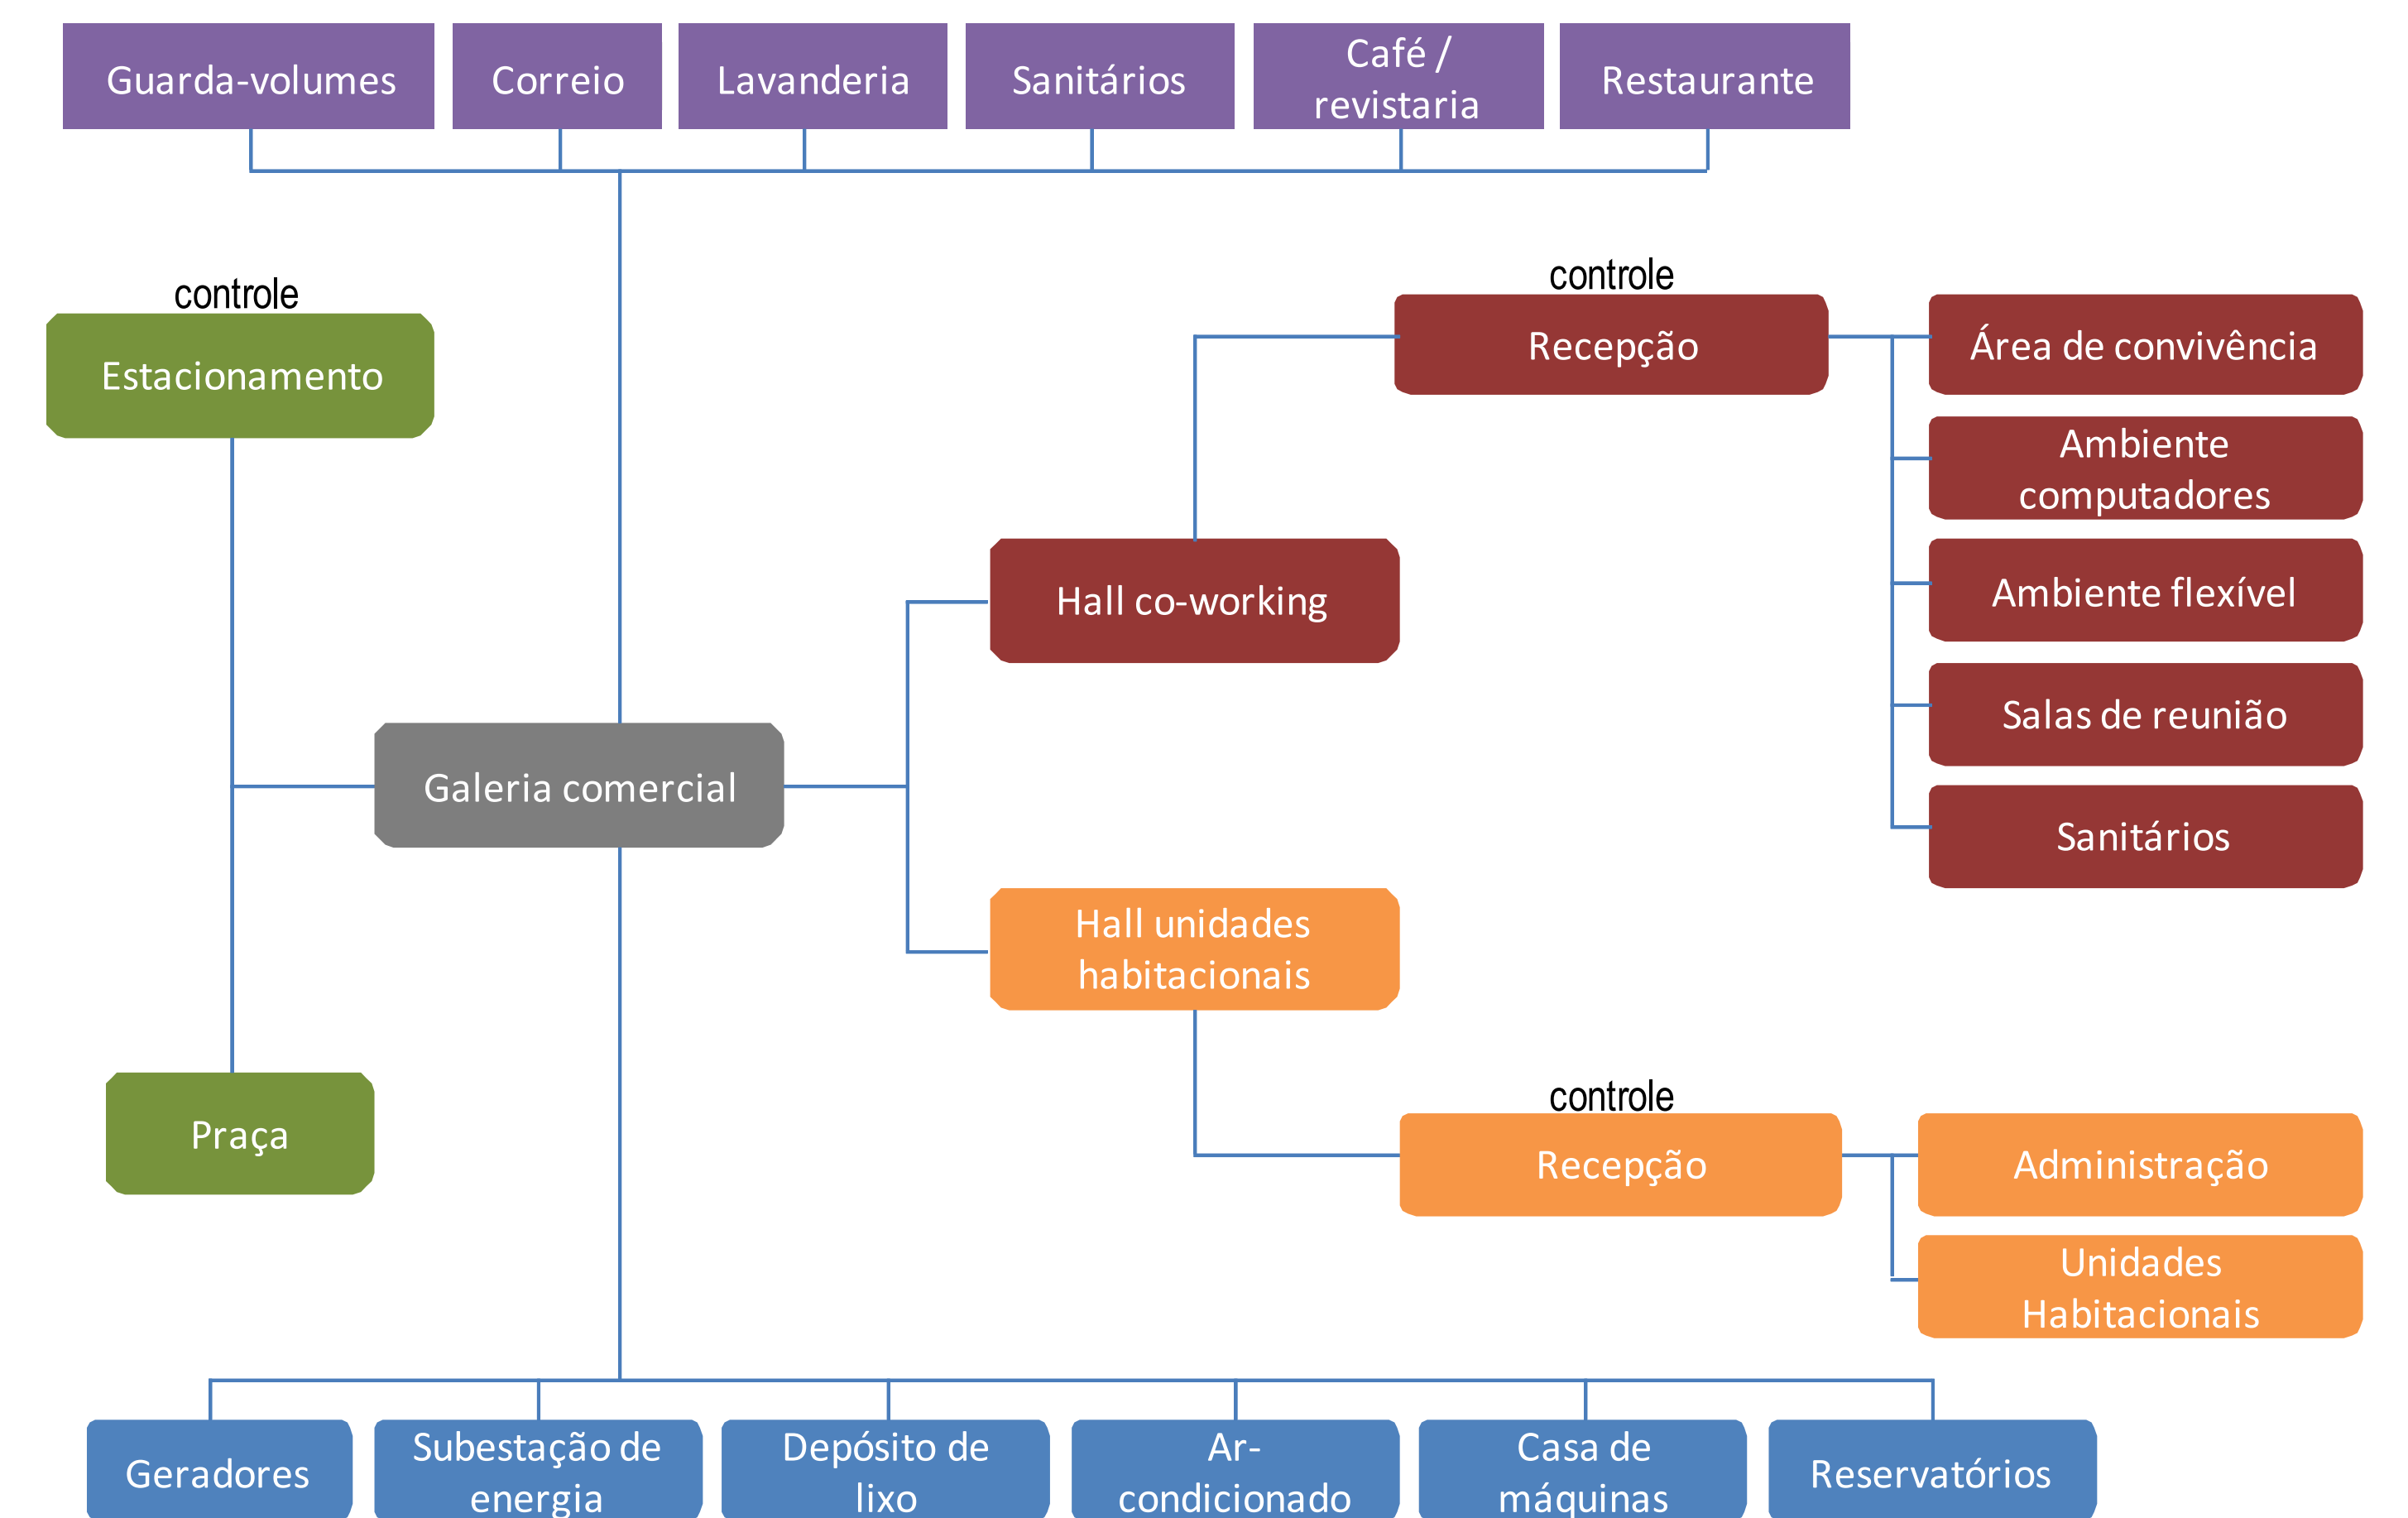 Guarda-volumes
Correio
Lavanderia
Sanitários
Café /
revistaria
Restaurante
controle
Estacionamento
controle
Recepção
Área de convivência
Ambiente
computadores
Hall co-working
Ambiente flexível
Salas de reunião
Galeria comercial
Sanitários
Hall unidades
habitacionais
Praça
controle
Recepção
Administração
Unidades
Habitacionais
Geradores
Subestação de
energia
Depósito de
lixo
Ar-
condicionado
Casa de
máquinas
Reservatórios